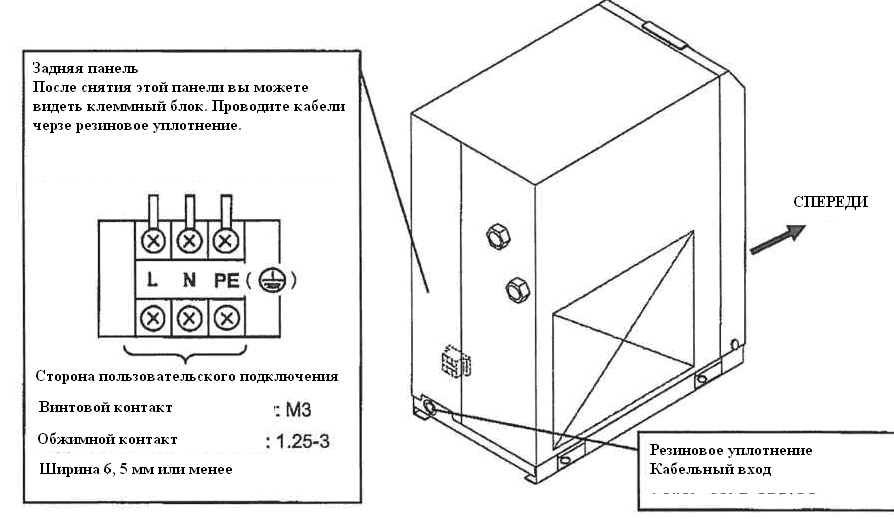 Задняя панель
После снятия этой панели вы можете
видеть клеммный блок. Проводите кабели
черзе резиновое уплотнение.
L N PE ( )
Сторона пользовательского подключения
Винтовой контакт : M3
Обжимной контакт : 1.25-3
Ширина 6, 5 мм или менее
СПЕРЕДИ
Резиновое уплотнение
Кабельный вход